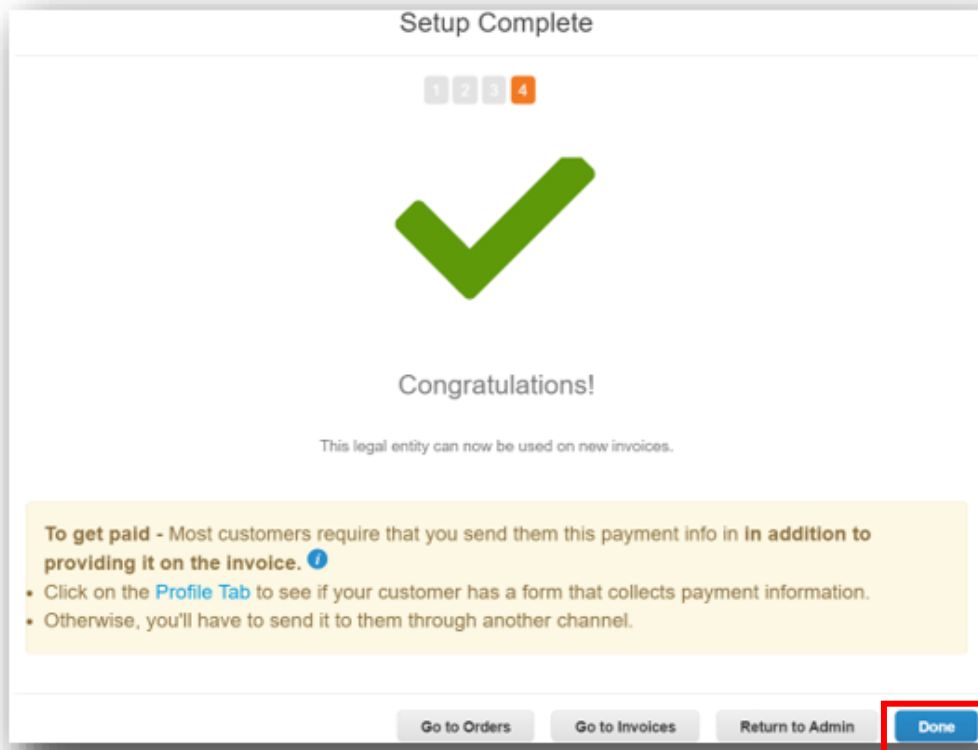 Setup Complete
1 2 3 4
Congratulations!
This legal entity can now be used on new invoices.
To get paid - Most customers require that you send them this payment info in in addition to
providing it on the invoice. i
• Click on the Profile Tab to see if your customer has a form that collects payment information.
• Otherwise, you'll have to send it to them through another channel.
Go to Orders Go to Invoices Return to Admin Done